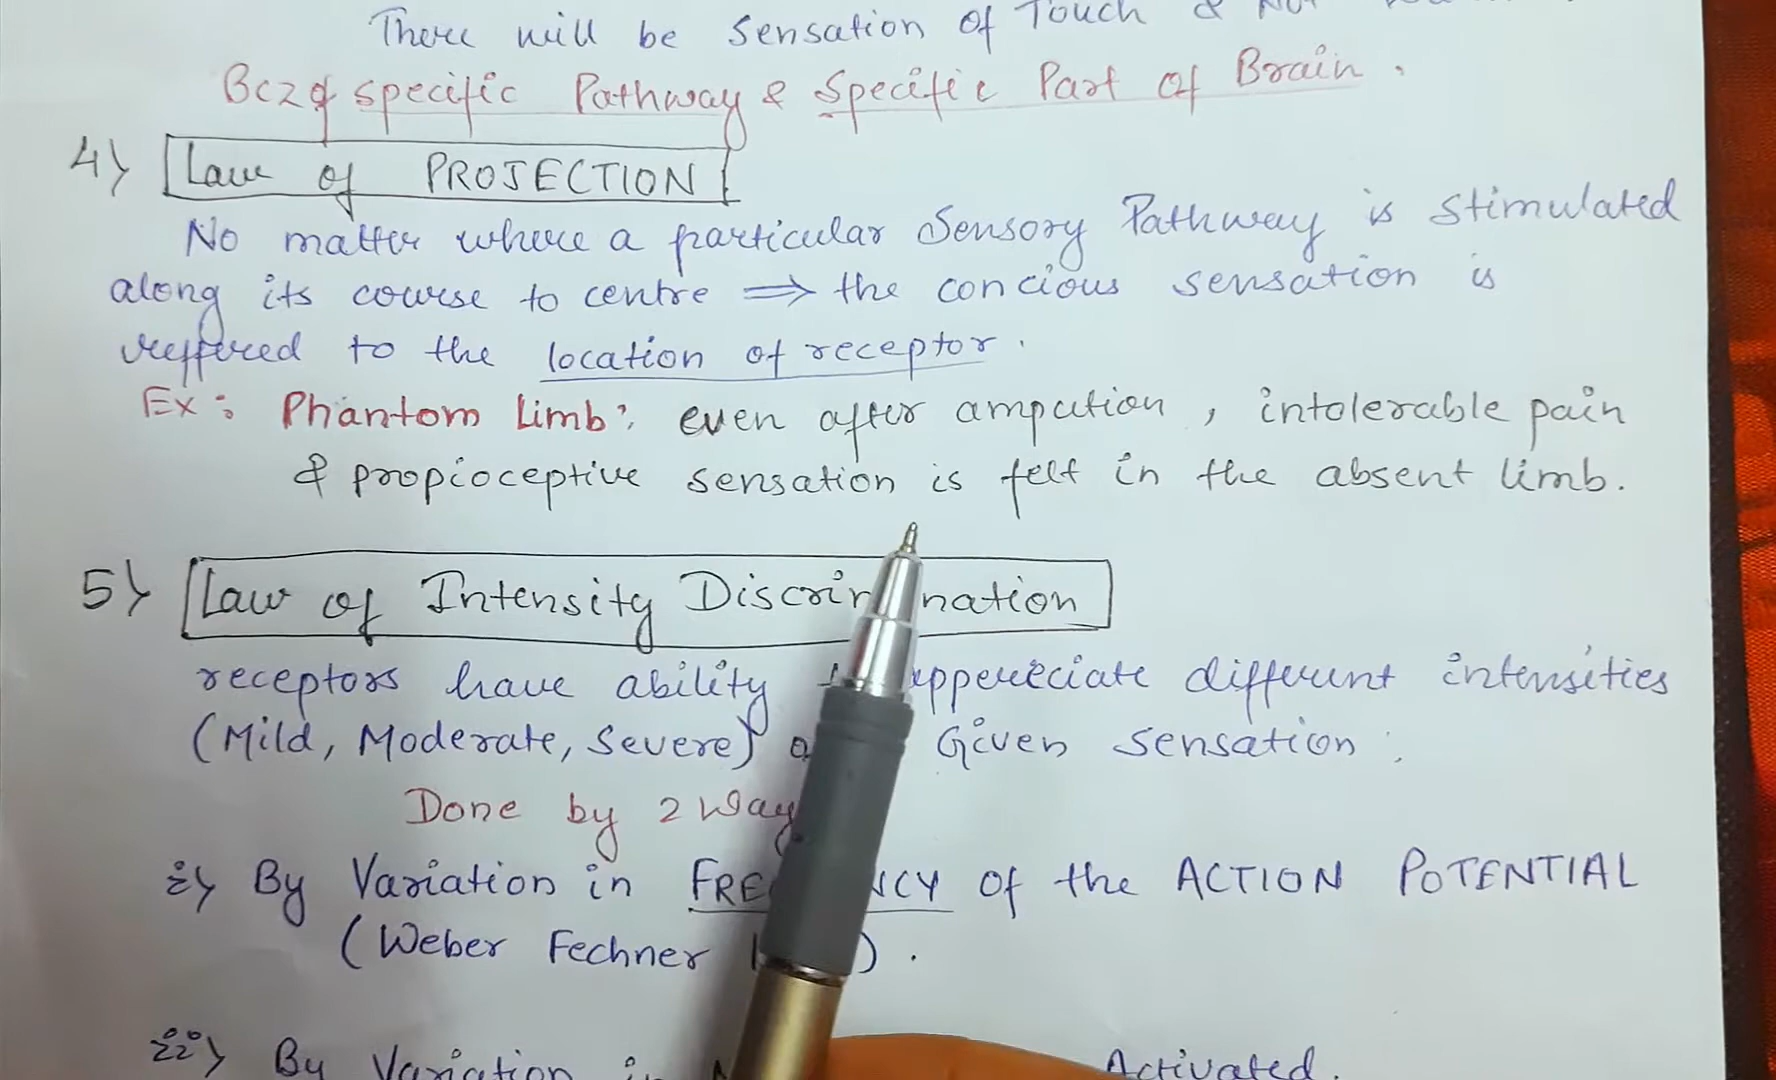 There will be sensation of Touch &
Bcz of specific Pathway & Specific Part of Brain.
4) Law of PROJECTION
No matter where a particular Sensory Pathway is stimulated
along its course to centre ⇒ the concious sensation is
reffered to the location of receptor.
Ex: Phantom Limb: even after ampution, intolerable pain
& propioceptive sensation is felt in the absent limb.
5) Law of Intensity Discrimination
receptors have ability appereciate different intensities
(Mild, Moderate, Severe) Given sensation:
Done by 2 Way
i) By Variation in FREQUENCY of the ACTION POTENTIAL
(Weber Fechner ).
ii) By Variation in Activated.